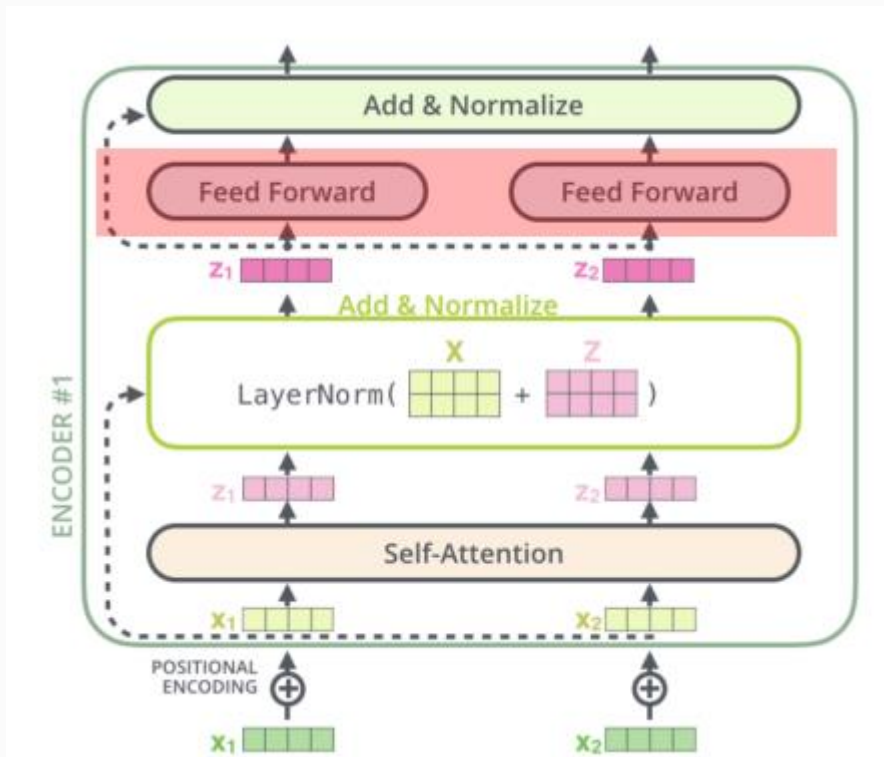 Add & Normalize
Feed Forward Feed Forward
z1 z2
Add & Normalize
X Z
LayerNorm( + )
ENCODER #1
z1 z2
Self-Attention
x1 x2
POSITIONAL
ENCODING
+ +
x1 x2